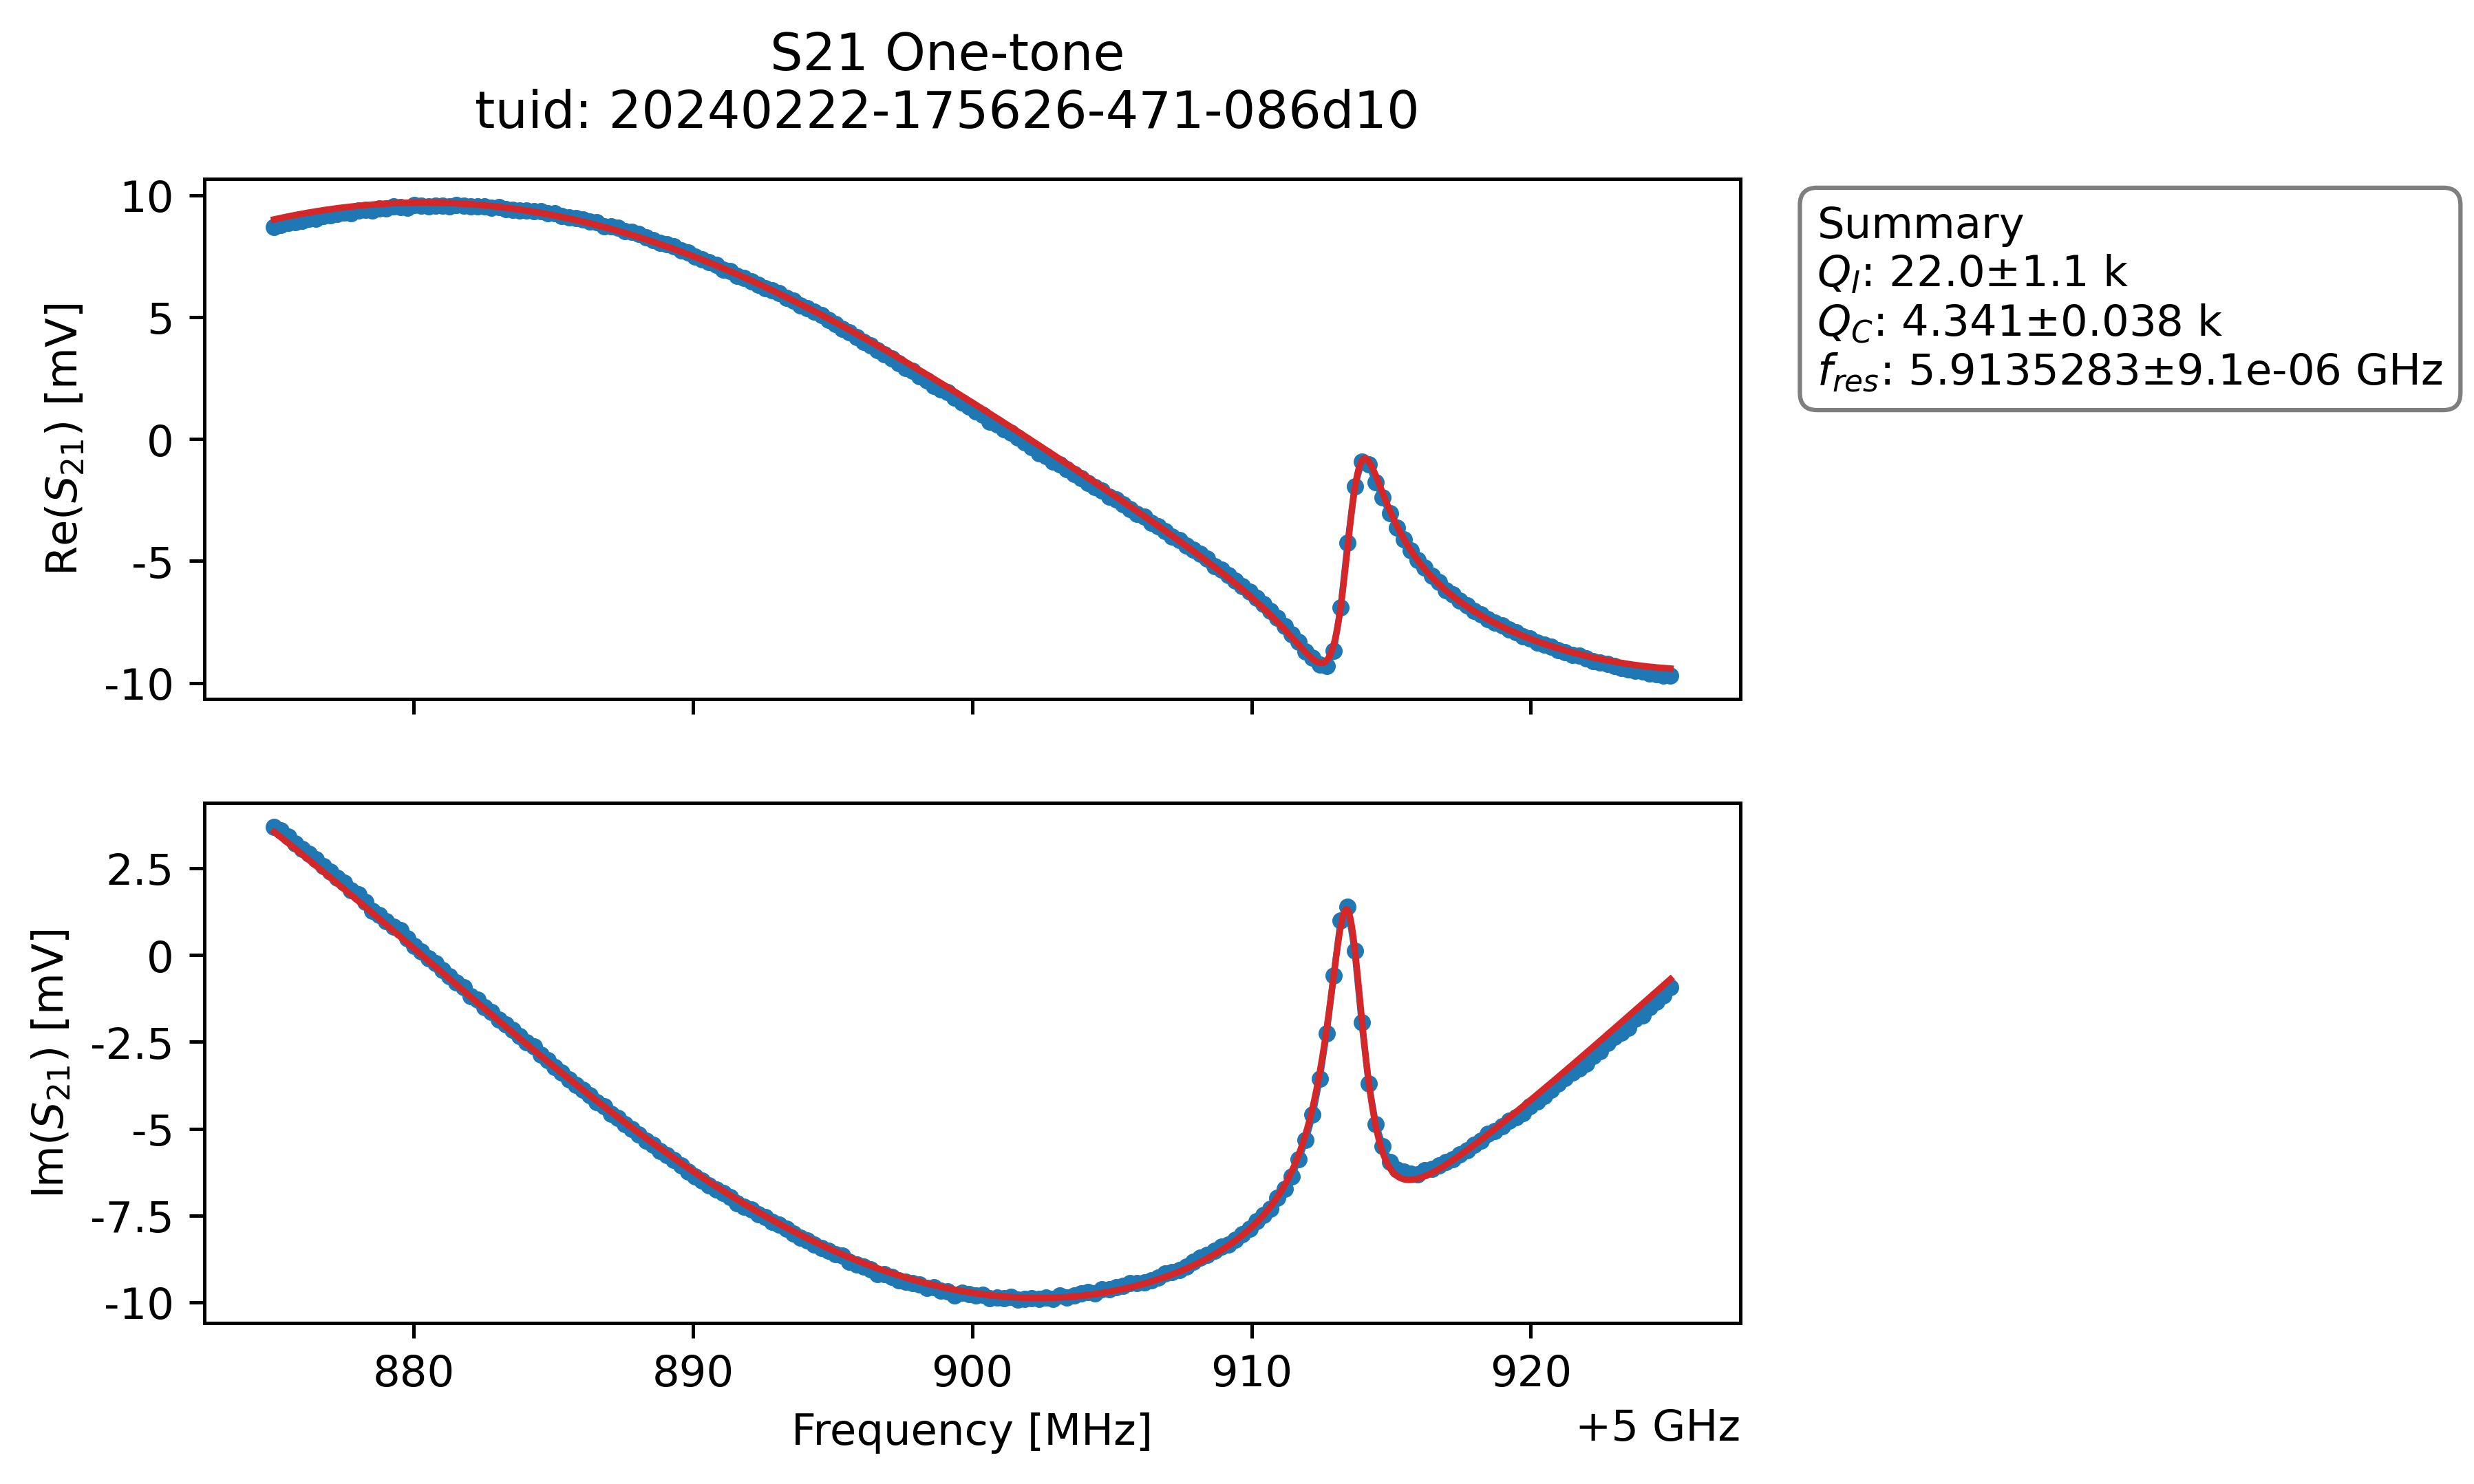 S21 One-tone
tuid: 20240222-175626-471-086d10
Re(S21) [mV]
10
5
0
-5
-10
Summary
QI: 22.0±1.1 k
QC: 4.341±0.038 k
fres: 5.9135283±9.1e-06 GHz
Im(S21) [mV]
2.5
0
-2.5
-5
-7.5
-10
880 890 900 910 920
Frequency [MHz]
+5 GHz